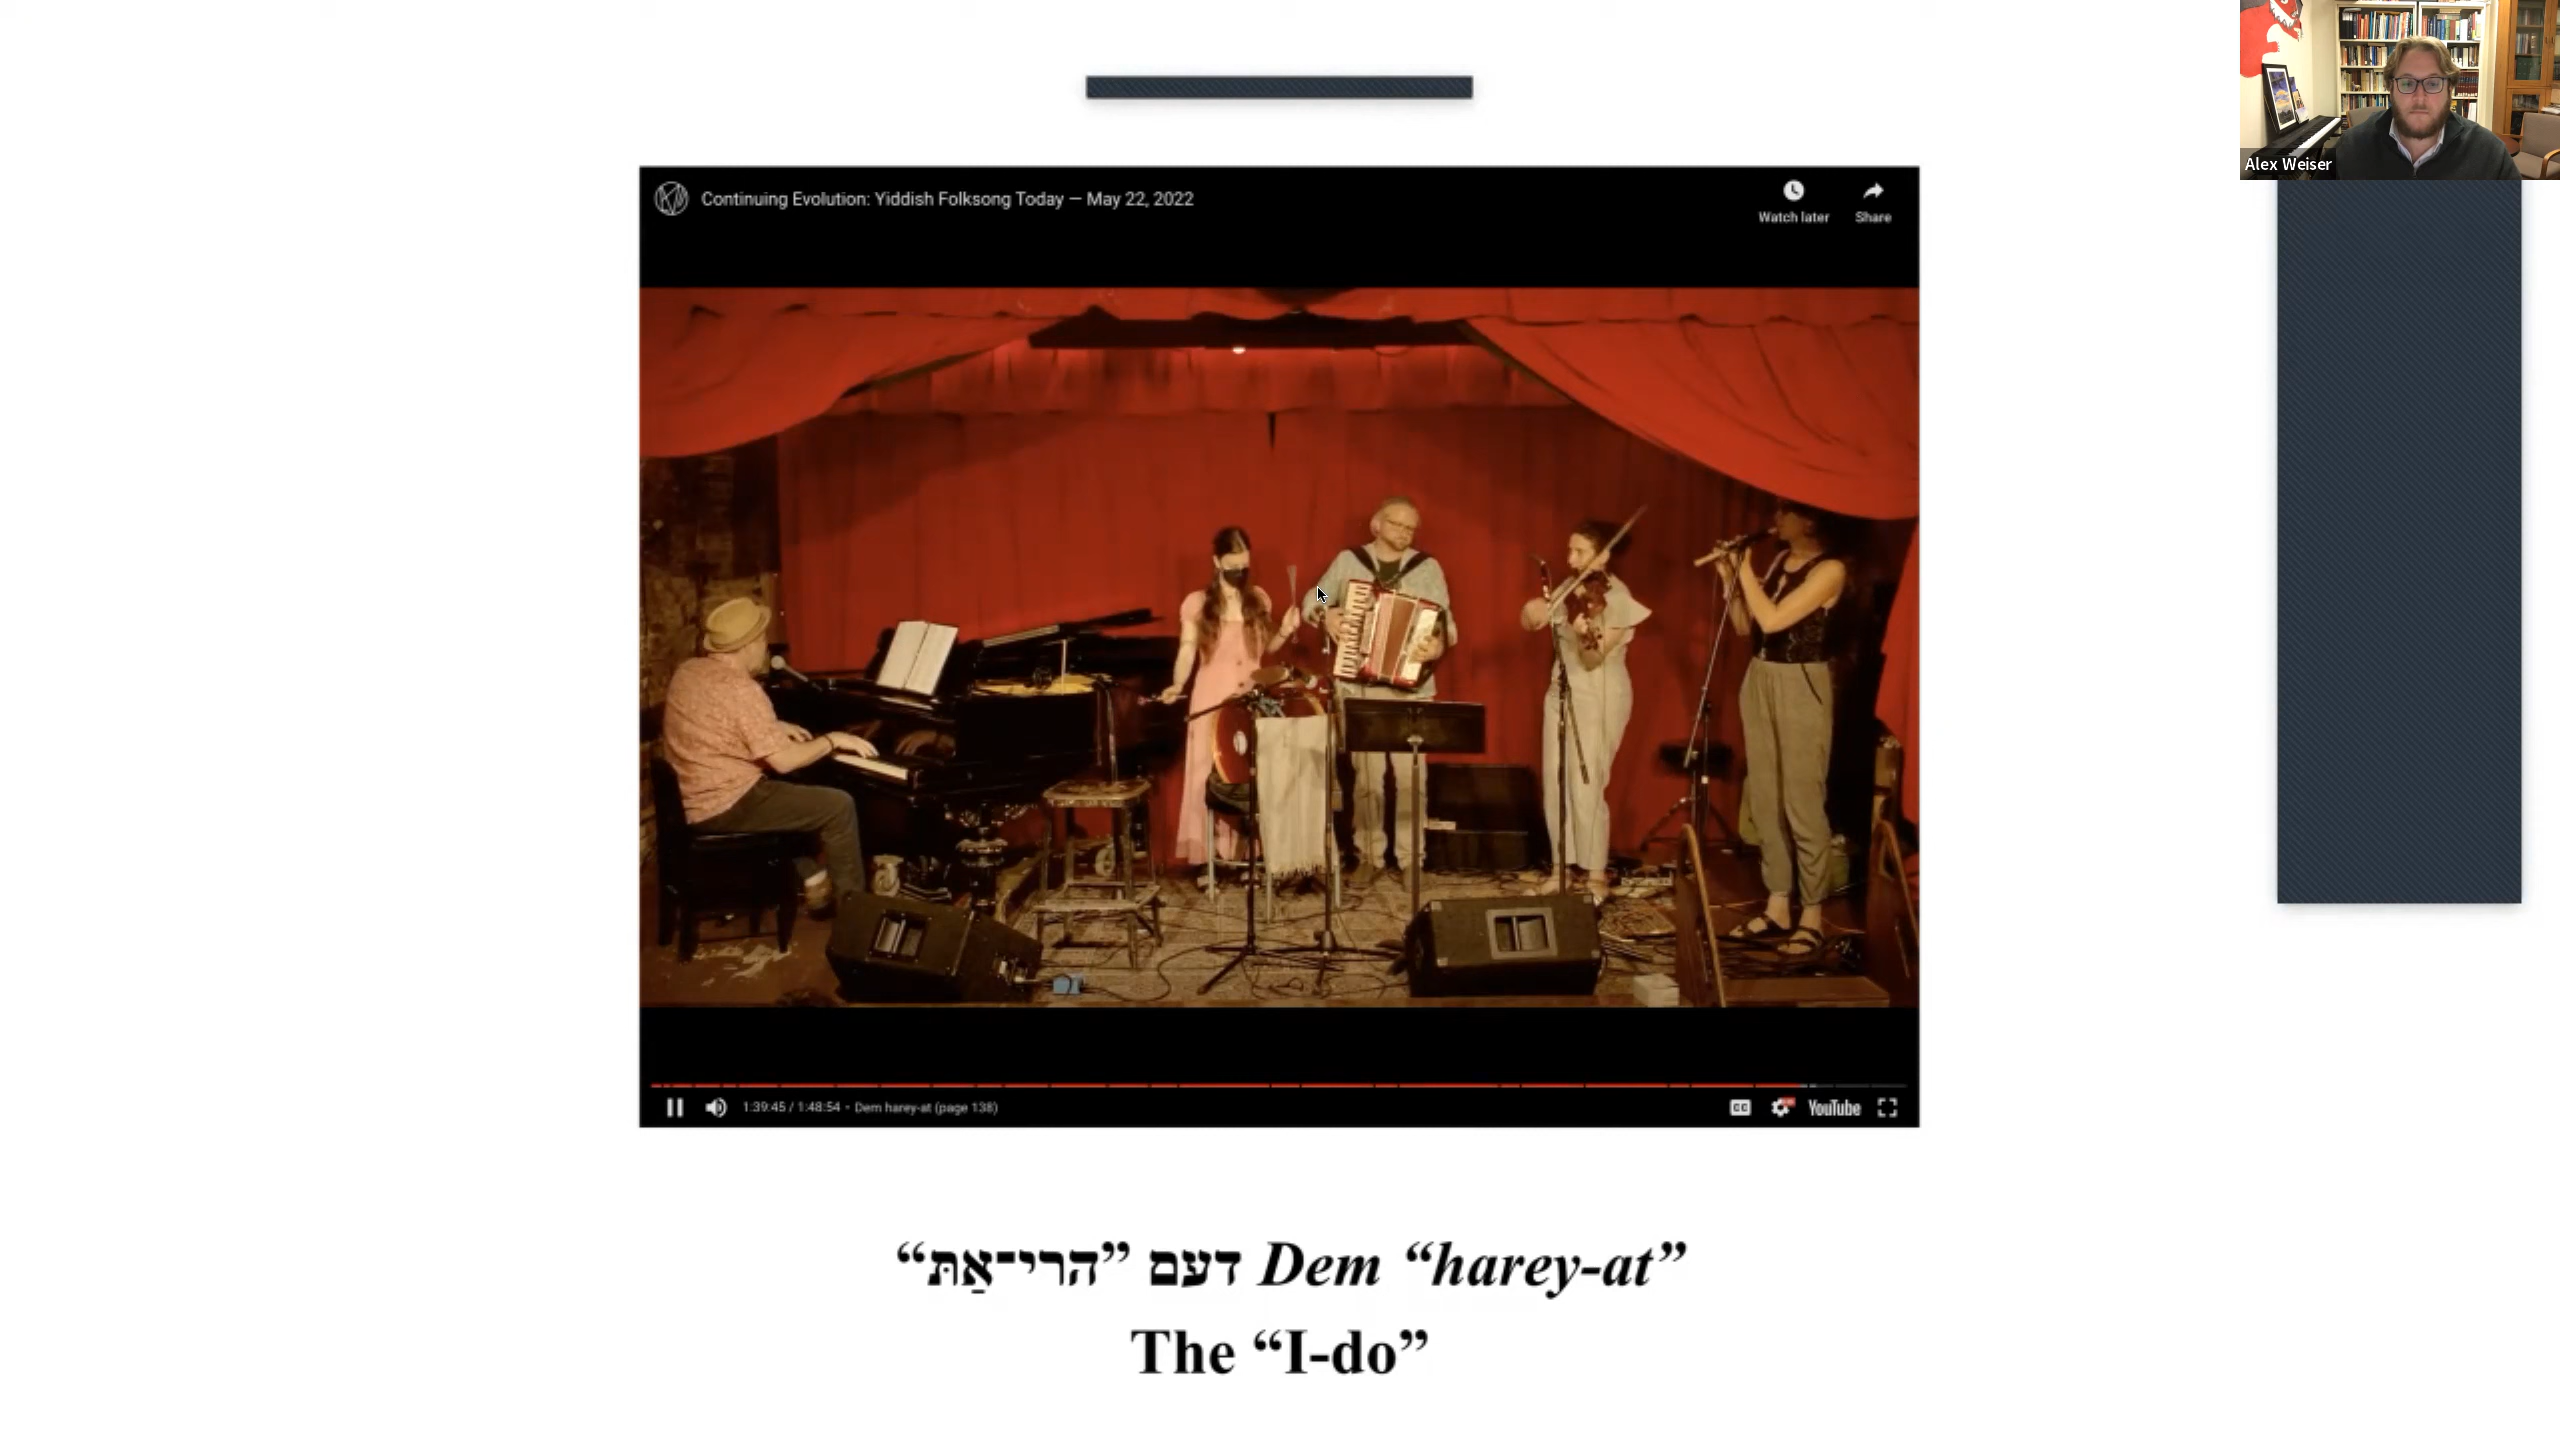 Alex Weiser
Continuing Evolution: Yiddish Folksong Today — May 22, 2022
Watch later
Share
1:39:45 / 1:48:54 • Dem harey-at (page 138)
CC
YouTube
דעם ”הרי־אַתּ“ Dem “harey-at”
The “I-do”